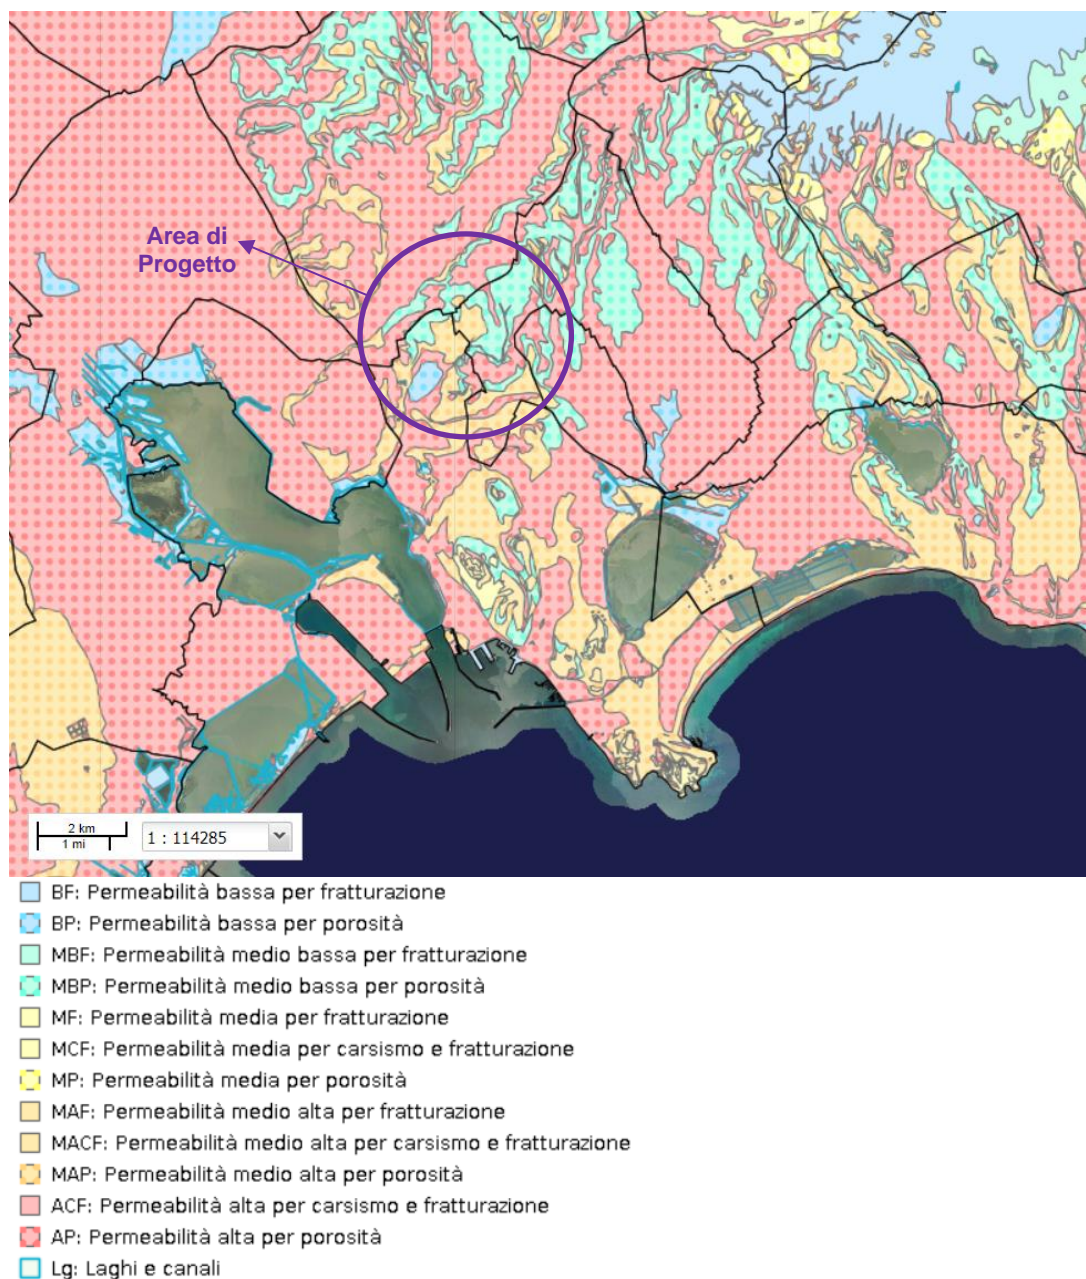 Area di
Progetto
2 km
1 mi
1 : 114285
BF: Permeabilità bassa per fratturazione
BP: Permeabilità bassa per porosità
MBF: Permeabilità medio bassa per fratturazione
MBP: Permeabilità medio bassa per porosità
MF: Permeabilità media per fratturazione
MCF: Permeabilità media per carsismo e fratturazione
MP: Permeabilità media per porosità
MAF: Permeabilità medio alta per fratturazione
MACF: Permeabilità medio alta per carsismo e fratturazione
MAP: Permeabilità medio alta per porosità
ACF: Permeabilità alta per carsismo e fratturazione
AP: Permeabilità alta per porosità
Lg: Laghi e canali